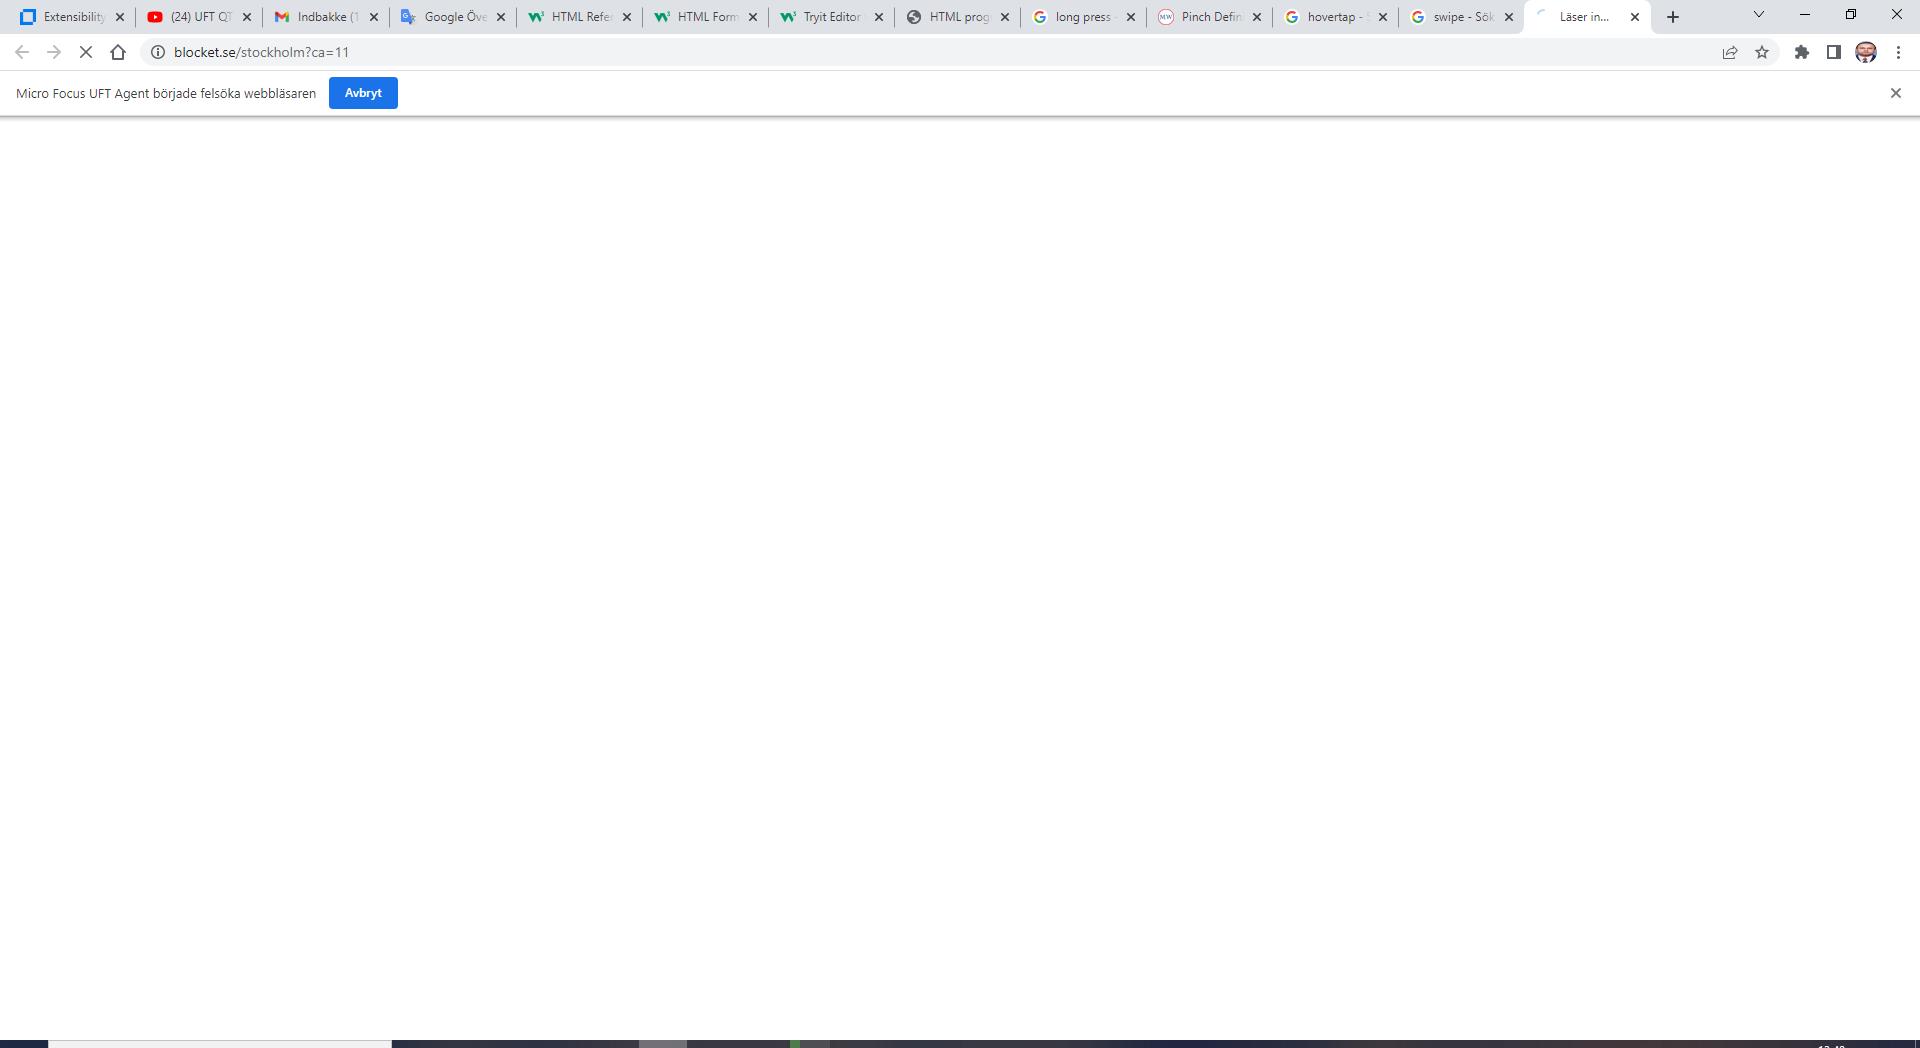 Extensibility
(24) UFT QT
Indbakke (1
Google Öve
HTML Refer
HTML Form
Tryit Editor
HTML prog
long press -
Pinch Defin
hovertap - S
swipe - Sök
Läser in...
blocket.se/stockholm?ca=11
Micro Focus UFT Agent började felsöka webbläsaren
Avbryt